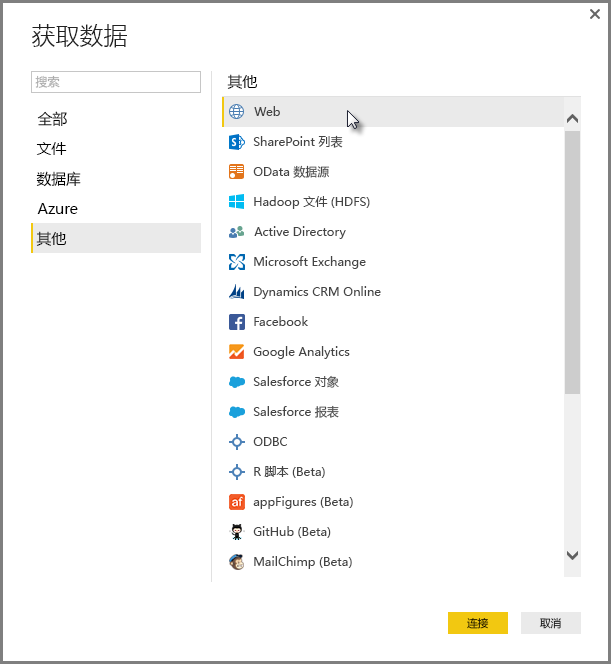 获取数据
搜索
全部
文件
数据库
Azure
其他
其他
Web
SharePoint 列表
OData 数据源
Hadoop 文件 (HDFS)
Active Directory
Microsoft Exchange
Dynamics CRM Online
Facebook
Google Analytics
Salesforce 对象
Salesforce 报表
ODBC
R 脚本 (Beta)
af appFigures (Beta)
GitHub (Beta)
MailChimp (Beta)
连接 取消